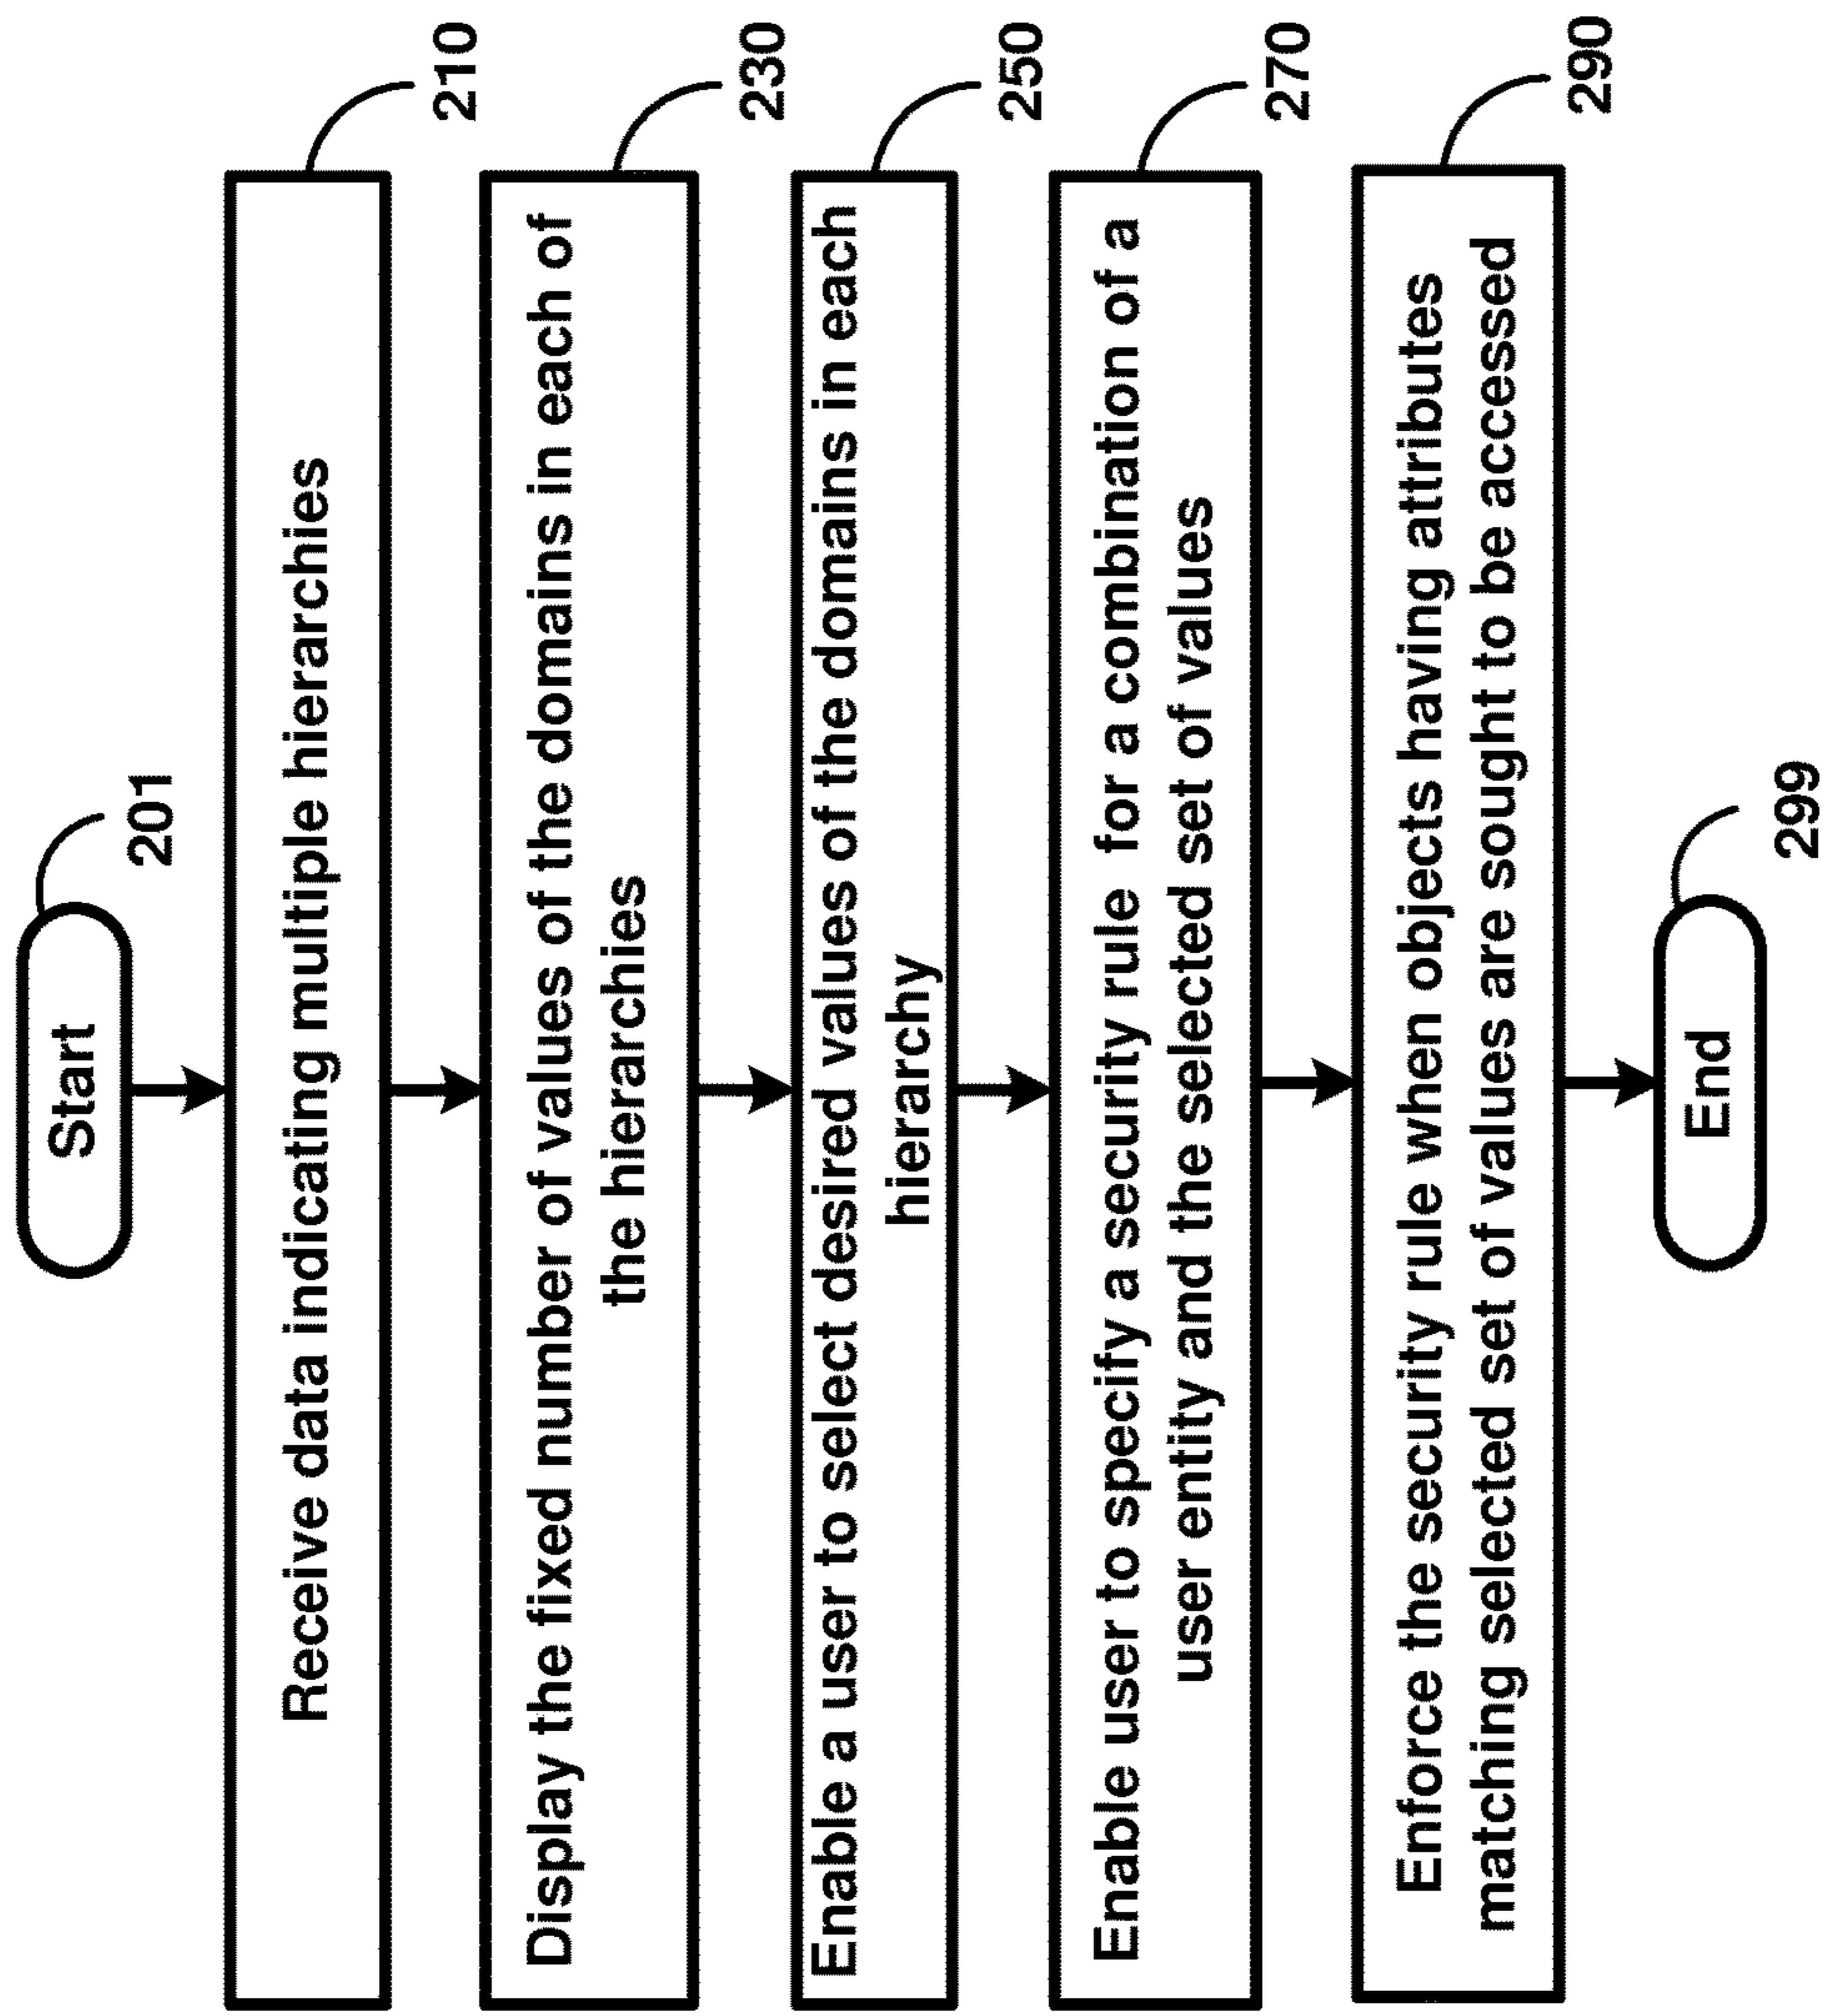 Start
201
Receive data indicating multiple hierarchies
210
Display the fixed number of values of the domains in each of
the hierarchies
230
Enable a user to select desired values of the domains in each
hierarchy
250
Enable user to specify a security rule for a combination of a
user entity and the selected set of values
270
Enforce the security rule when objects having attributes
matching selected set of values are sought to be accessed
290
End
299